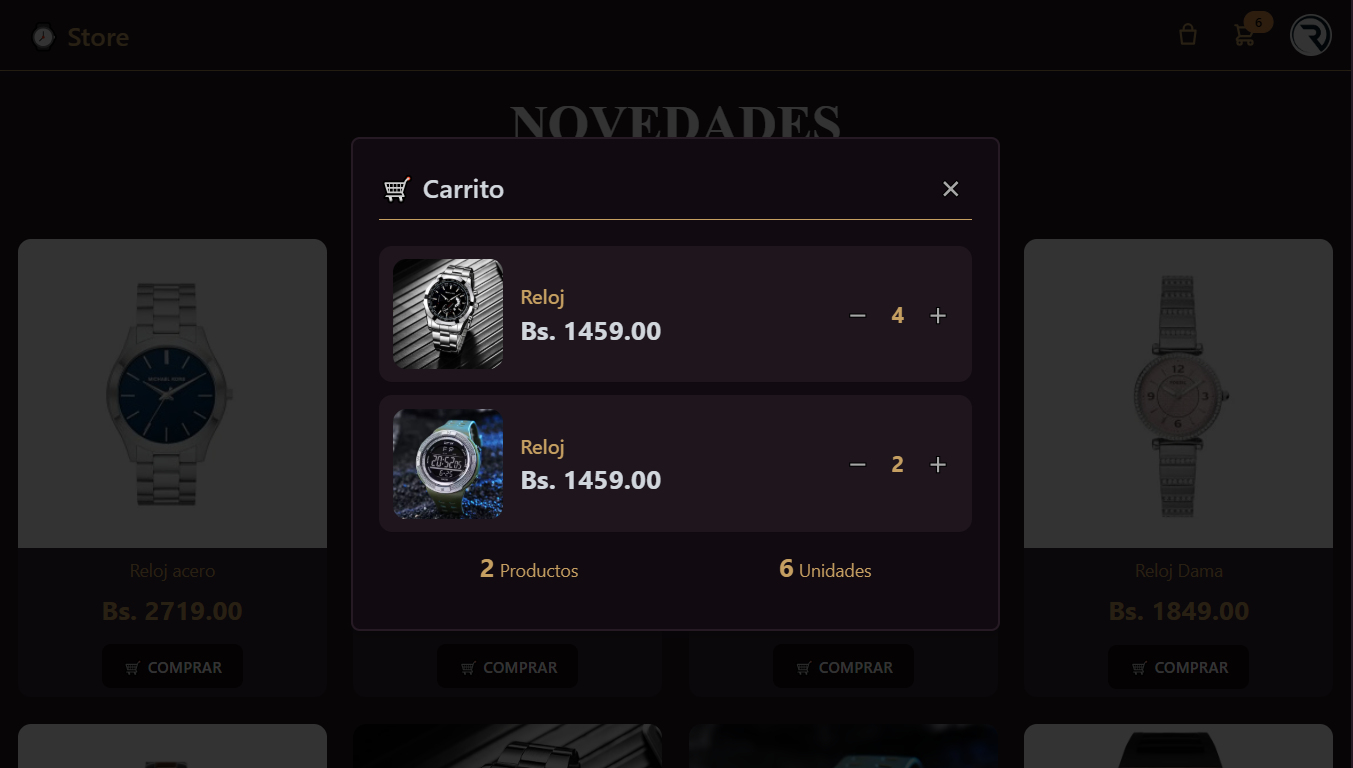 Store
6
NOVEDADES
Carrito
Reloj
Bs. 1459.00
4
Reloj
Bs. 1459.00
2
2 Productos
6 Unidades
Reloj acero
Reloj Dama
Bs. 2719.00
Bs. 1849.00
COMPRAR
COMPRAR
COMPRAR
COMPRAR